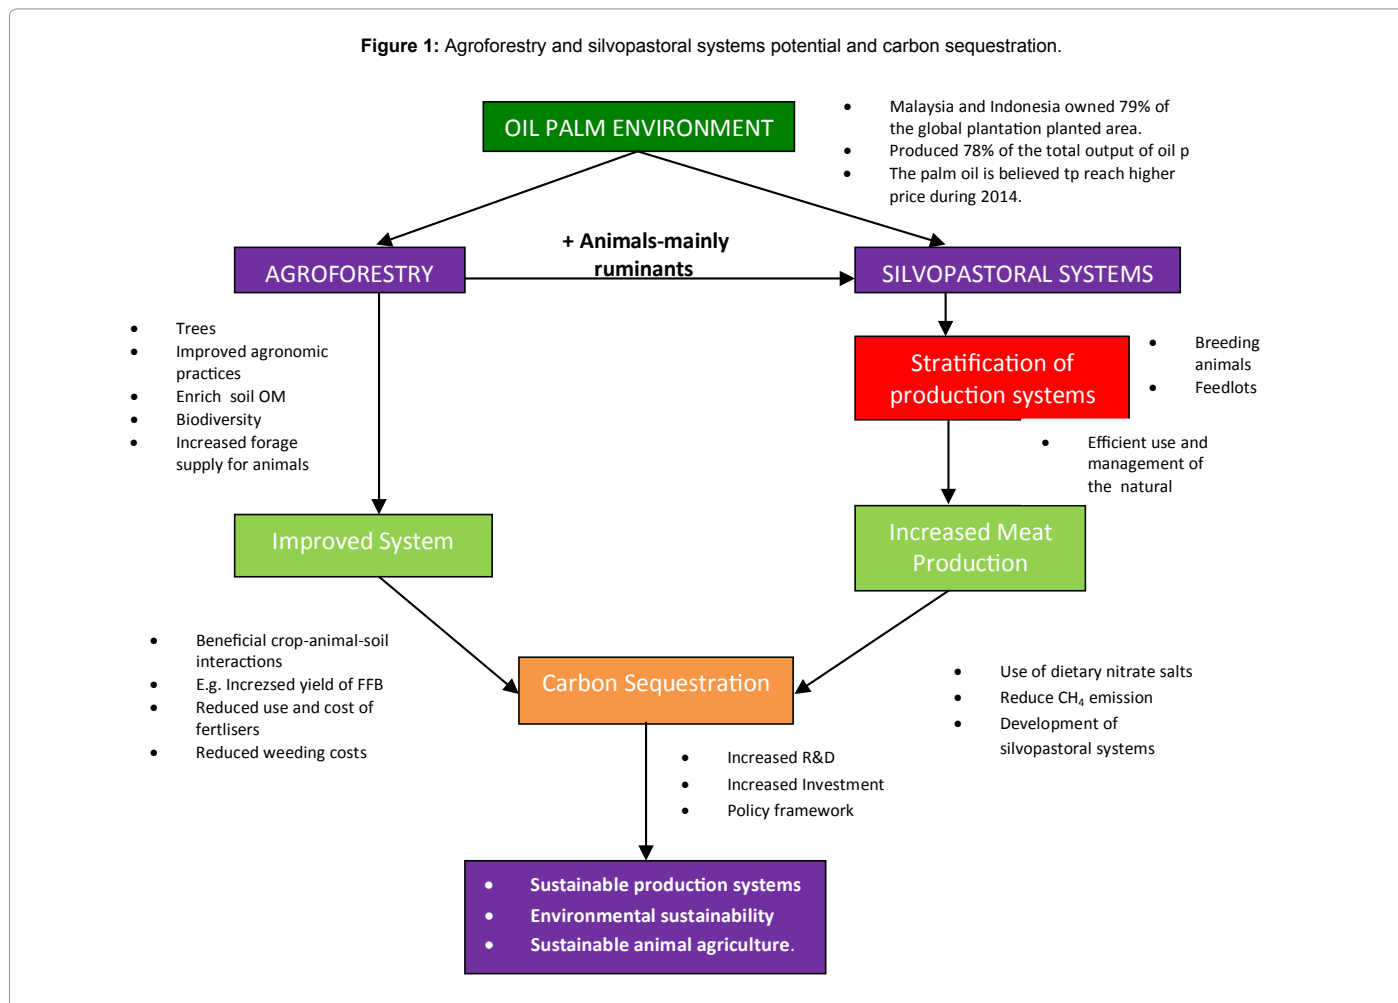 Figure 1: Agroforestry and silvopastoral systems potential and carbon sequestration.
OIL PALM ENVIRONMENT
• Malaysia and Indonesia owned 79% of
the global plantation planted area.
• Produced 78% of the total output of oil p
• The palm oil is believed tp reach higher
price during 2014.
+ Animals-mainly
ruminants
AGROFORESTRY
SILVOPASTORAL SYSTEMS
• Trees
• Improved agronomic
practices
• Enrich soil OM
• Biodiversity
• Increased forage
supply for animals
Stratification of
production systems
• Breeding
animals
• Feedlots
• Efficient use and
management of
the natural
Improved System
Increased Meat
Production
• Beneficial crop-animal-soil
interactions
• E.g. Increzsed yield of FFB
• Reduced use and cost of
fertlisers
• Reduced weeding costs
Carbon Sequestration
• Use of dietary nitrate salts
• Reduce CH₄ emission
• Development of
silvopastoral systems
• Increased R&D
• Increased Investment
• Policy framework
• Sustainable production systems
• Environmental sustainability
• Sustainable animal agriculture.